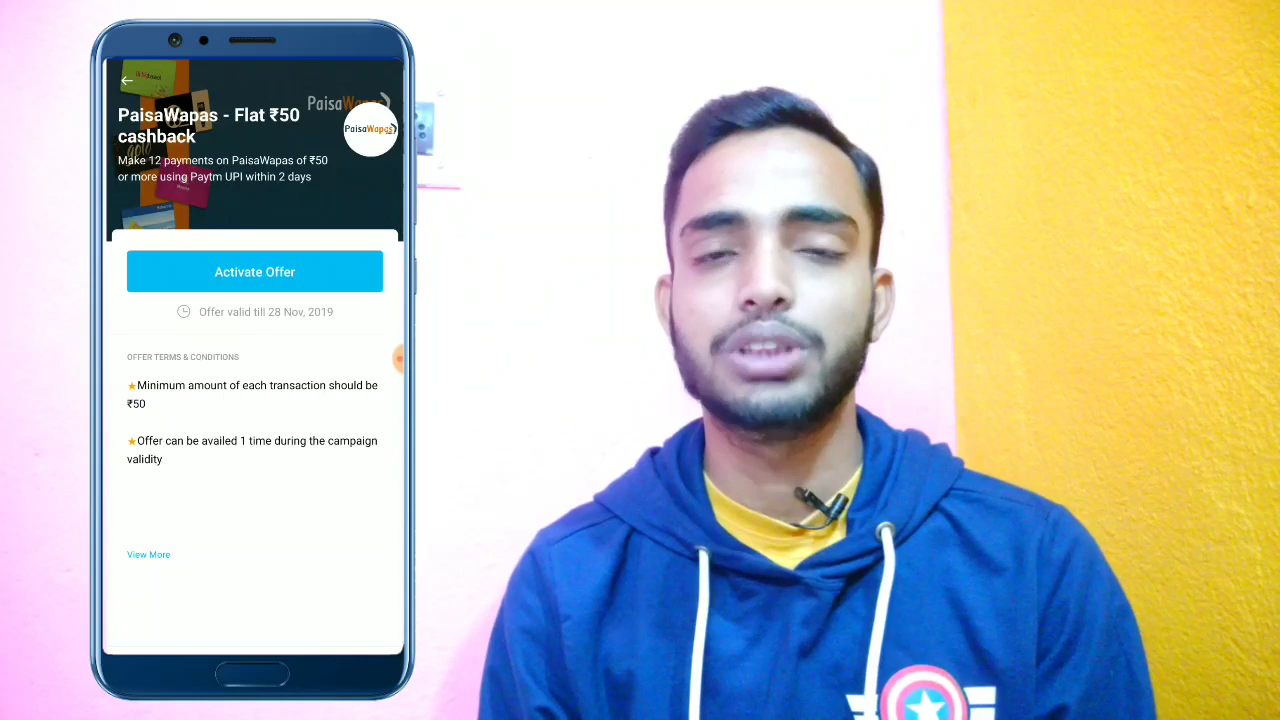 PaisaWapas
PaisaWapas - Flat ₹50
cashback
PaisaWapas
Make 12 payments on PaisaWapas of ₹50
or more using Paytm UPI within 2 days
Activate Offer
Offer valid till 28 Nov, 2019
OFFER TERMS & CONDITIONS
⭐Minimum amount of each transaction should be
₹50
⭐Offer can be availed 1 time during the campaign
validity
View More